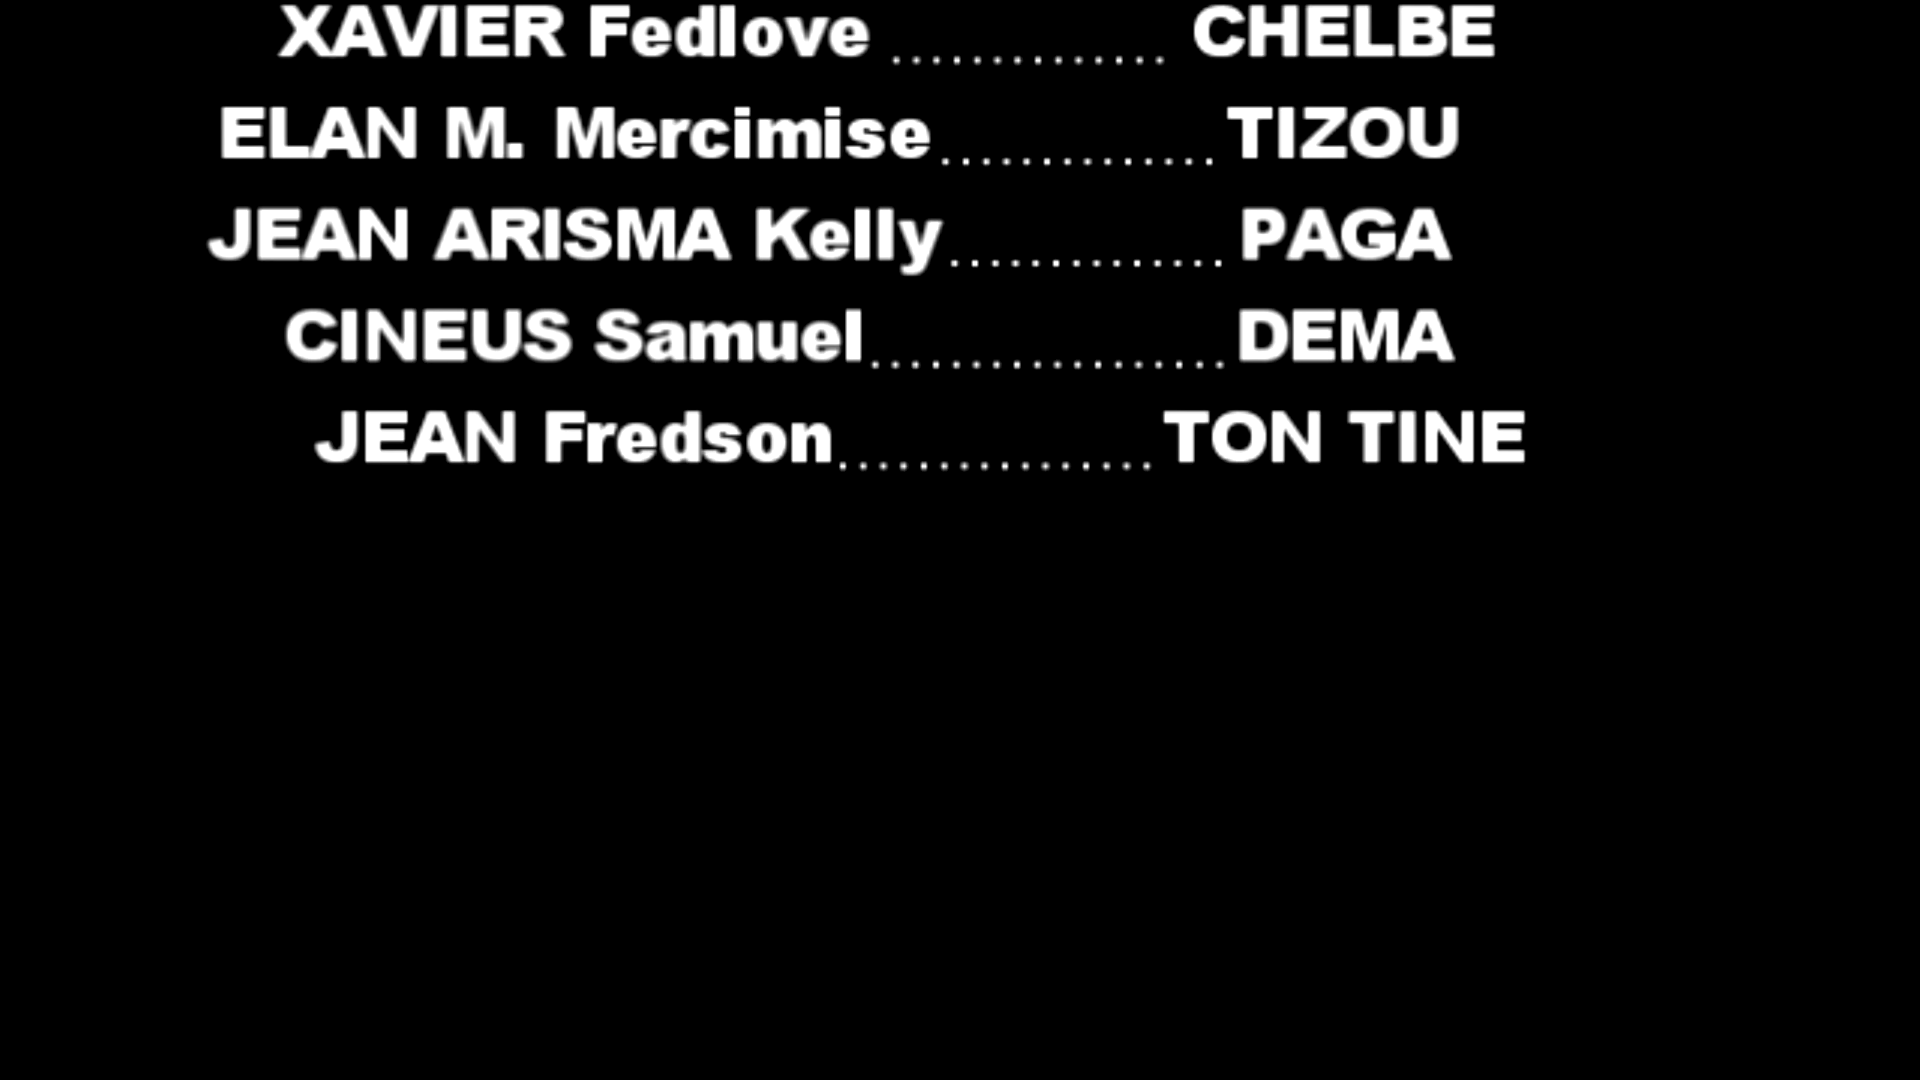 XAVIER Fedlove .............. CHELBE
ELAN M. Mercimise..............TIZOU
JEAN ARISMA Kelly..............PAGA
CINEUS Samuel..................DEMA
JEAN Fredson................TON TINE